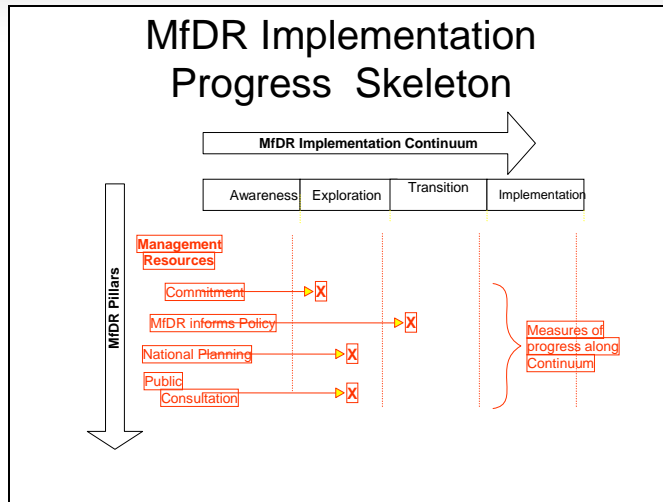 MfDR Implementation
Progress Skeleton
MfDR Implementation Continuum
Awareness
Exploration
Transition
Implementation
MfDR Pillars
Management
Resources
Commitment
X
MfDR informs Policy
X
National Planning
X
Public
Consultation
X
Measures of
progress along
Continuum